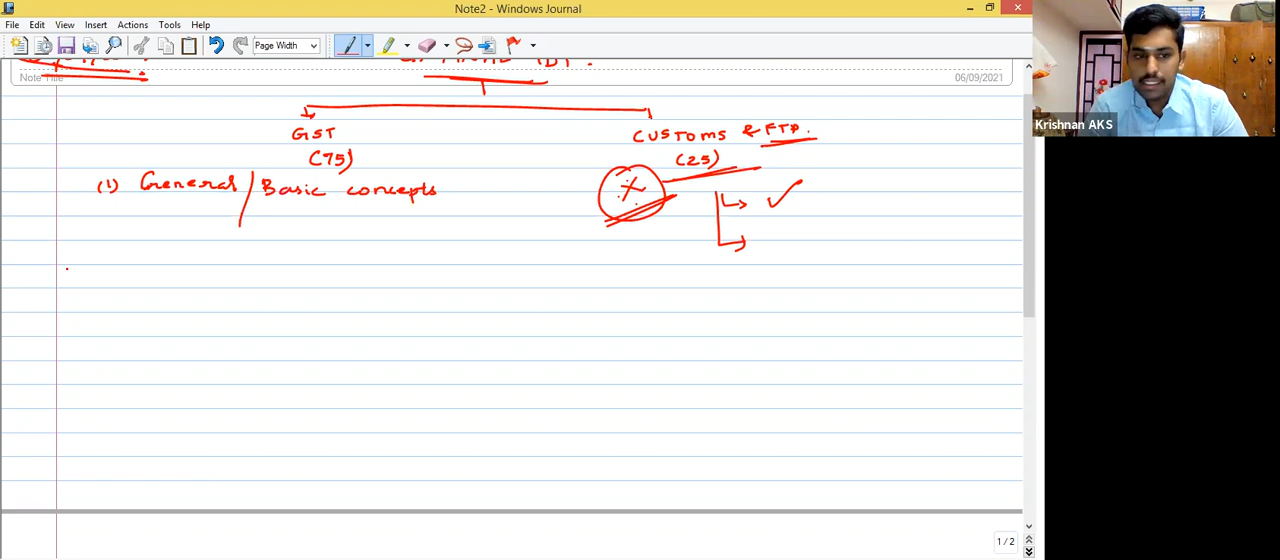 Note2 - Windows Journal
File Edit View Insert Actions Tools Help
Page Width
Note Title
06/09/2021
GST
CUSTOMS & FTP.
(75)
(25)
(1) General / Basic concepts
Krishnan AKS
1 / 2